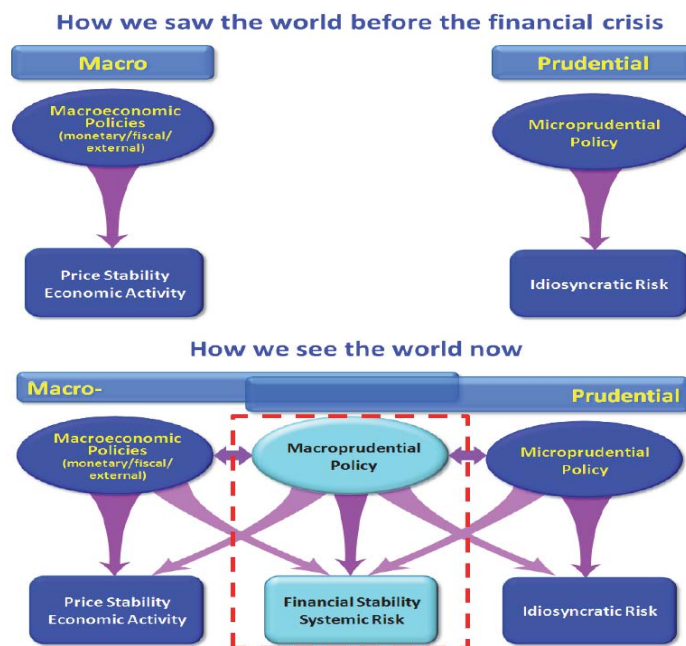 How we saw the world before the financial crisis
Macro
Prudential
Macroeconomic
Policies
(monetary/fiscal/
external)
Microprudential
Policy
Price Stability
Economic Activity
Idiosyncratic Risk
How we see the world now
Macro-
Prudential
Macroeconomic
Policies
(monetary/fiscal/
external)
Macroprudential
Policy
Microprudential
Policy
Price Stability
Economic Activity
Financial Stability
Systemic Risk
Idiosyncratic Risk